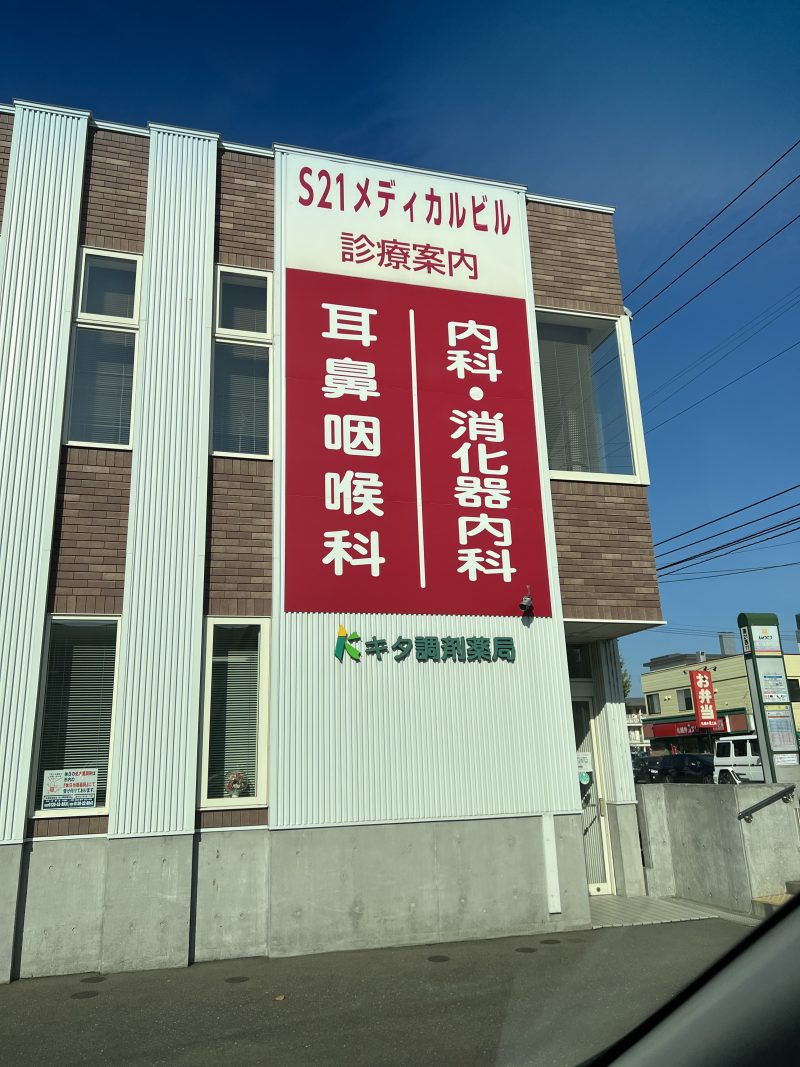 S21メディカルビル
診療案内
内科・消化器内科
耳鼻咽喉科
キタ調剤薬局
お弁当